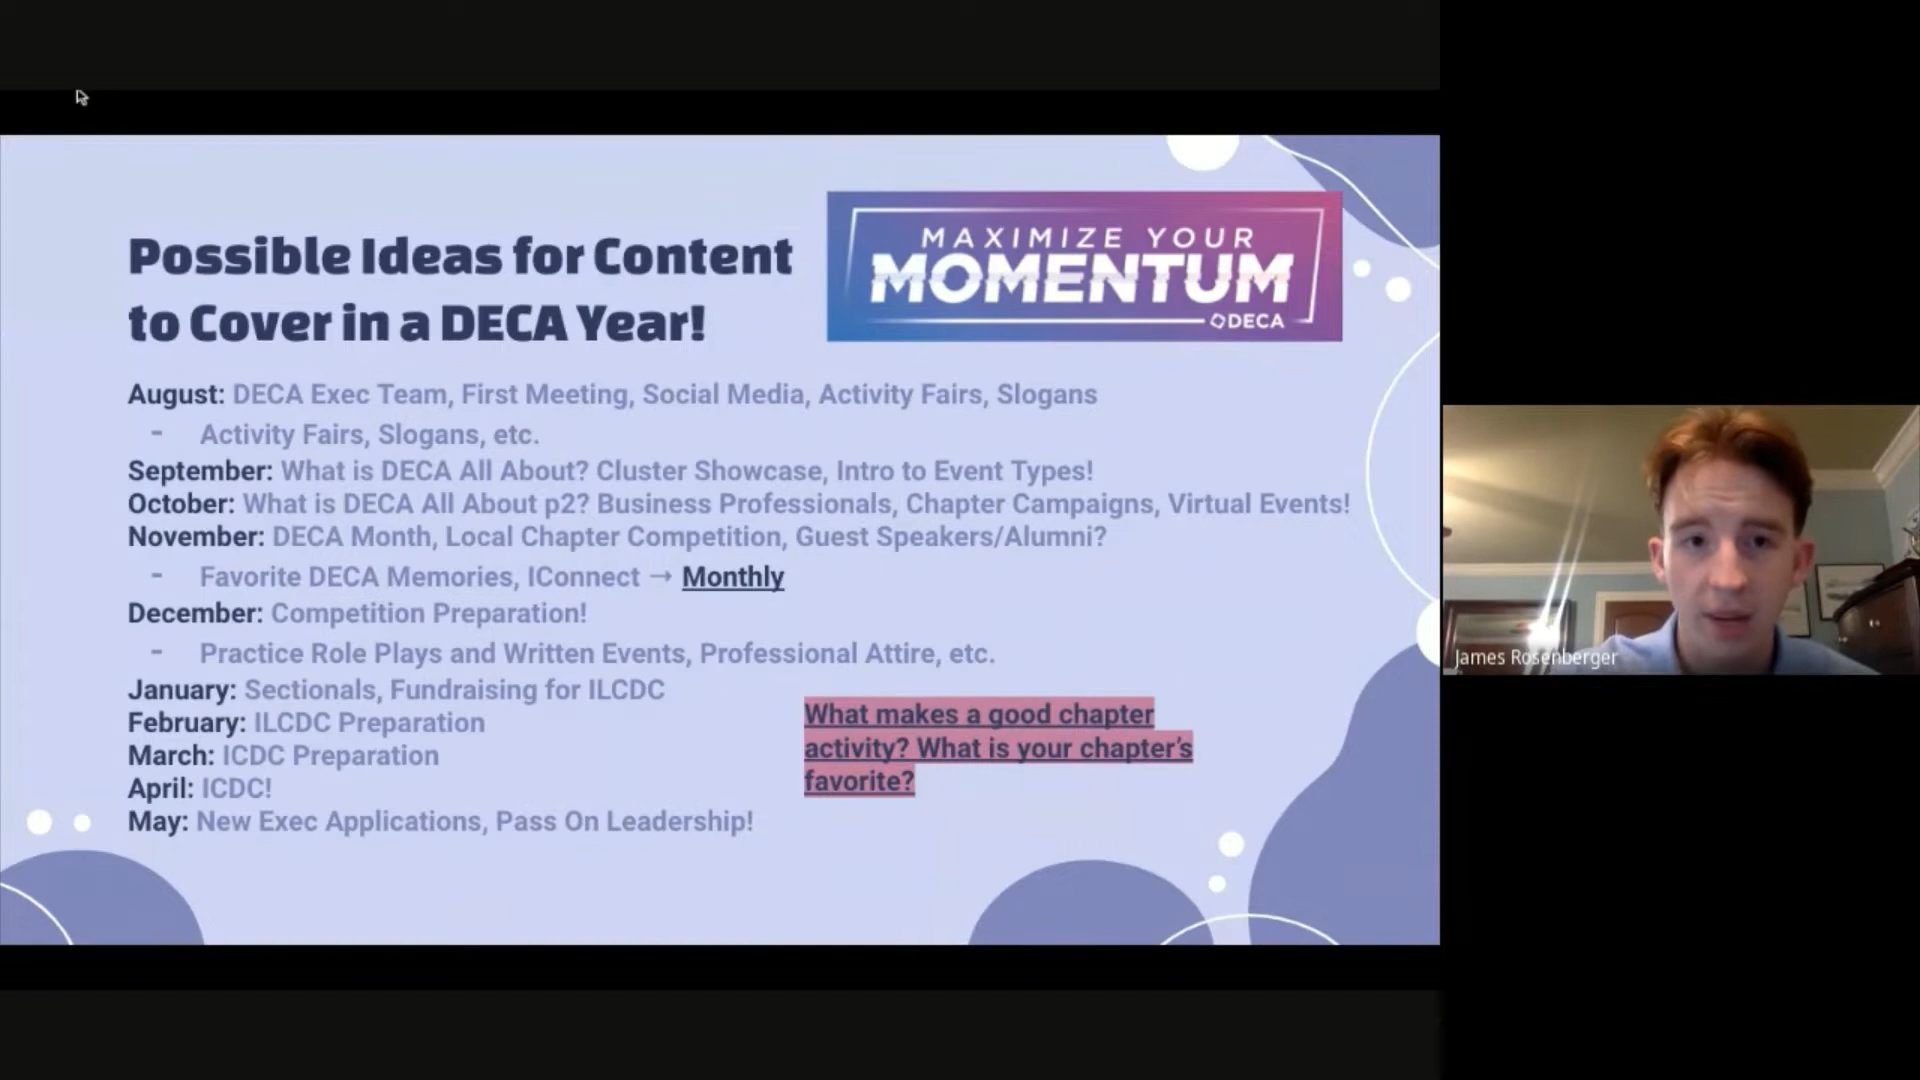 Possible Ideas for Content
to Cover in a DECA Year!
MAXIMIZE YOUR
MOMENTUM
DECA
August: DECA Exec Team, First Meeting, Social Media, Activity Fairs, Slogans
- Activity Fairs, Slogans, etc.
September: What is DECA All About? Cluster Showcase, Intro to Event Types!
October: What is DECA All About p2? Business Professionals, Chapter Campaigns, Virtual Events!
November: DECA Month, Local Chapter Competition, Guest Speakers/Alumni?
- Favorite DECA Memories, IConnect → Monthly
December: Competition Preparation!
- Practice Role Plays and Written Events, Professional Attire, etc.
January: Sectionals, Fundraising for ILCDC
February: ILCDC Preparation
March: ICDC Preparation
April: ICDC!
May: New Exec Applications, Pass On Leadership!
What makes a good chapter
activity? What is your chapter’s
favorite?
James Rosenberger